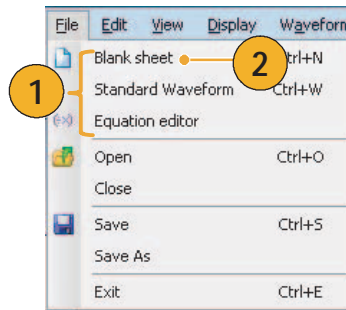 File Edit View Display Waveform
Blank sheet 2 trl+N
1 Standard Waveform Ctrl+W
(=x) Equation editor
Open Ctrl+O
Close
Save Ctrl+S
Save As
Exit Ctrl+E